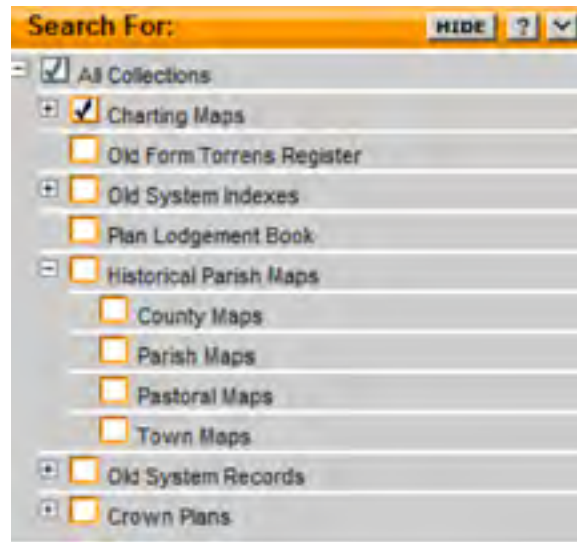 Search For: HIDE ?
All Collections
Charting Maps
Old Form Torrens Register
Old System Indexes
Plan Lodgement Book
Historical Parish Maps
County Maps
Parish Maps
Pastoral Maps
Town Maps
Old System Records
Crown Plans